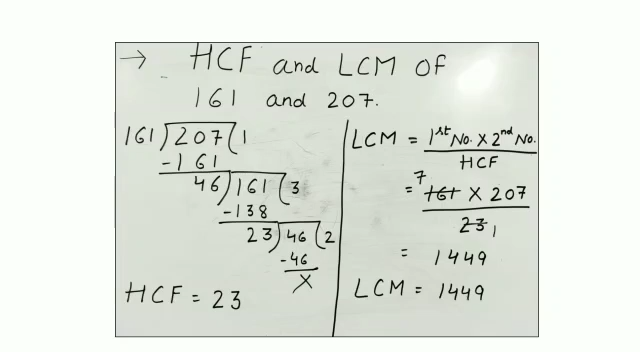 → HCF and LCM OF
161 and 207.
161) 207 ( 1
-161
46) 161 ( 3
-138
23) 46 ( 2
-46
X
HCF = 23
LCM = 1st No. X 2nd No.
HCF
= 7 161 X 207
23 1
= 1449
LCM = 1449